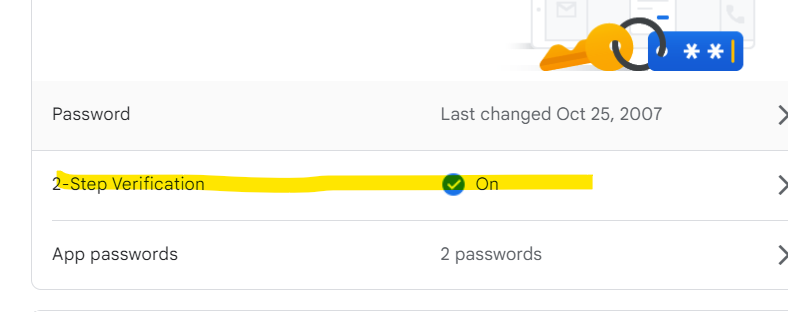 **
Password Last changed Oct 25, 2007
2-Step Verification On
App passwords 2 passwords